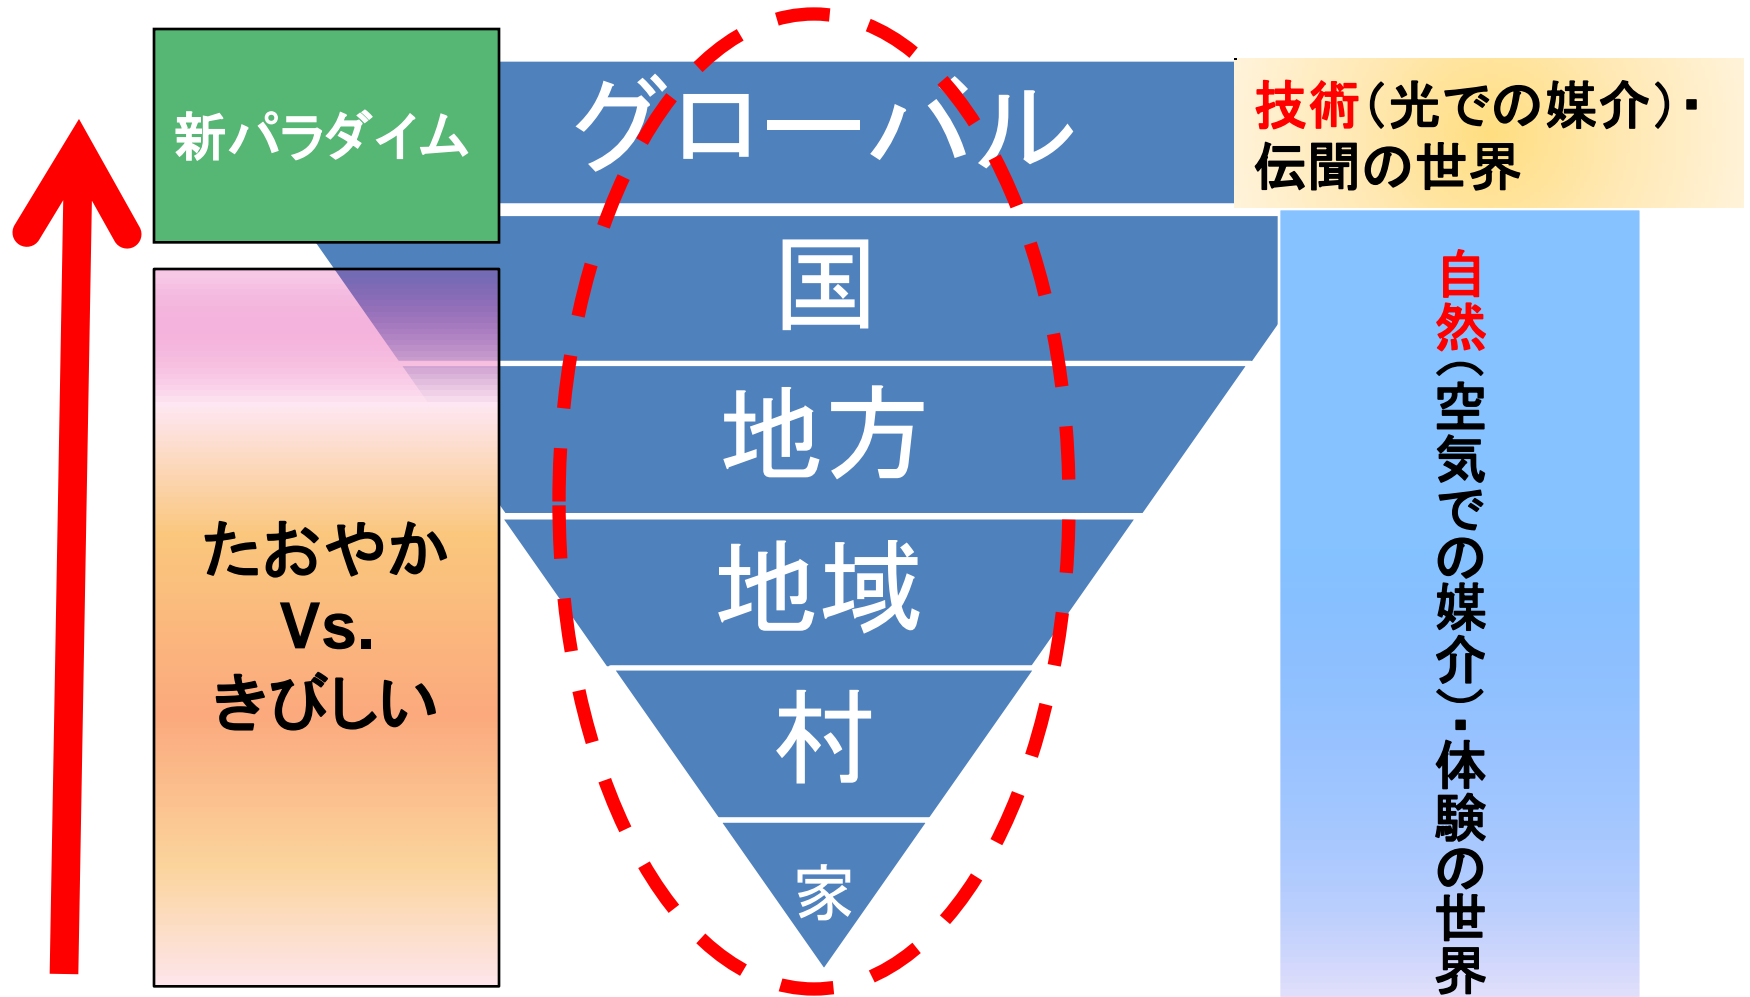 新パラダイム
グローバル
技術（光での媒介）・
伝聞の世界
国
地方
地域
村
家
たおやか
Vs.
きびしい
自然（空気での媒介）・体験の世界